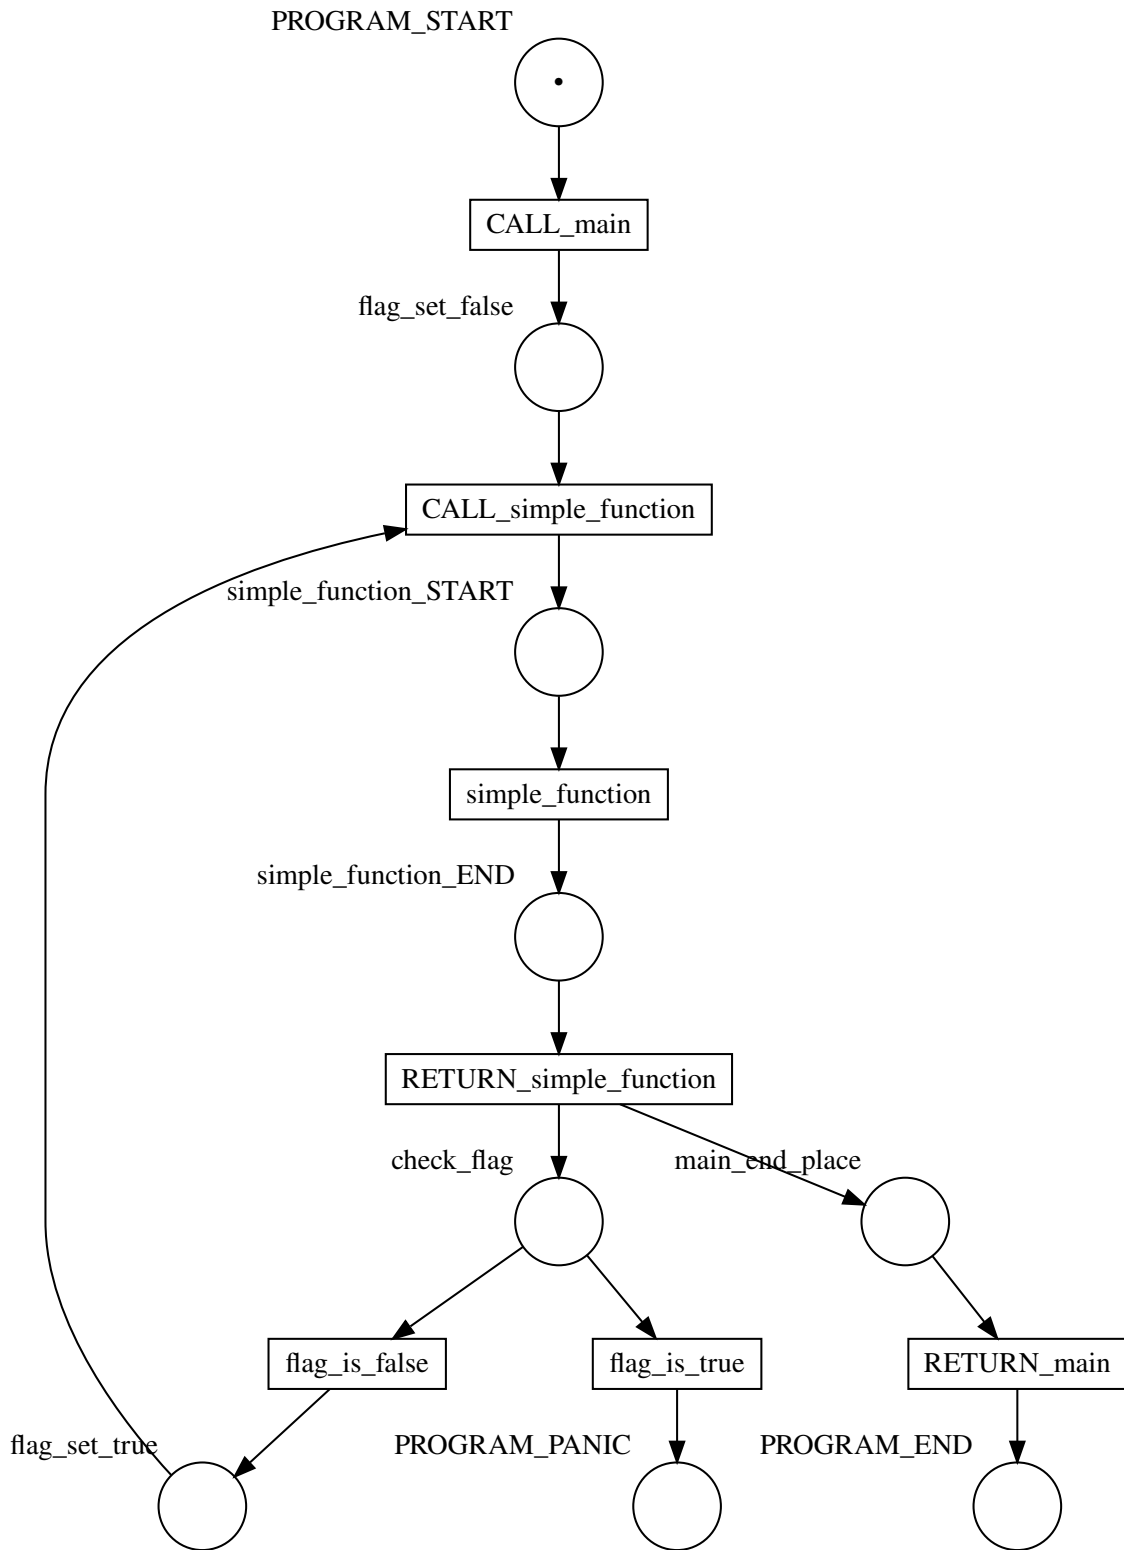 PROGRAM_START
CALL_main
flag_set_false
CALL_simple_function
simple_function_START
simple_function
simple_function_END
RETURN_simple_function
check_flag
main_end_place
flag_is_false
flag_is_true
RETURN_main
flag_set_true
PROGRAM_PANIC
PROGRAM_END